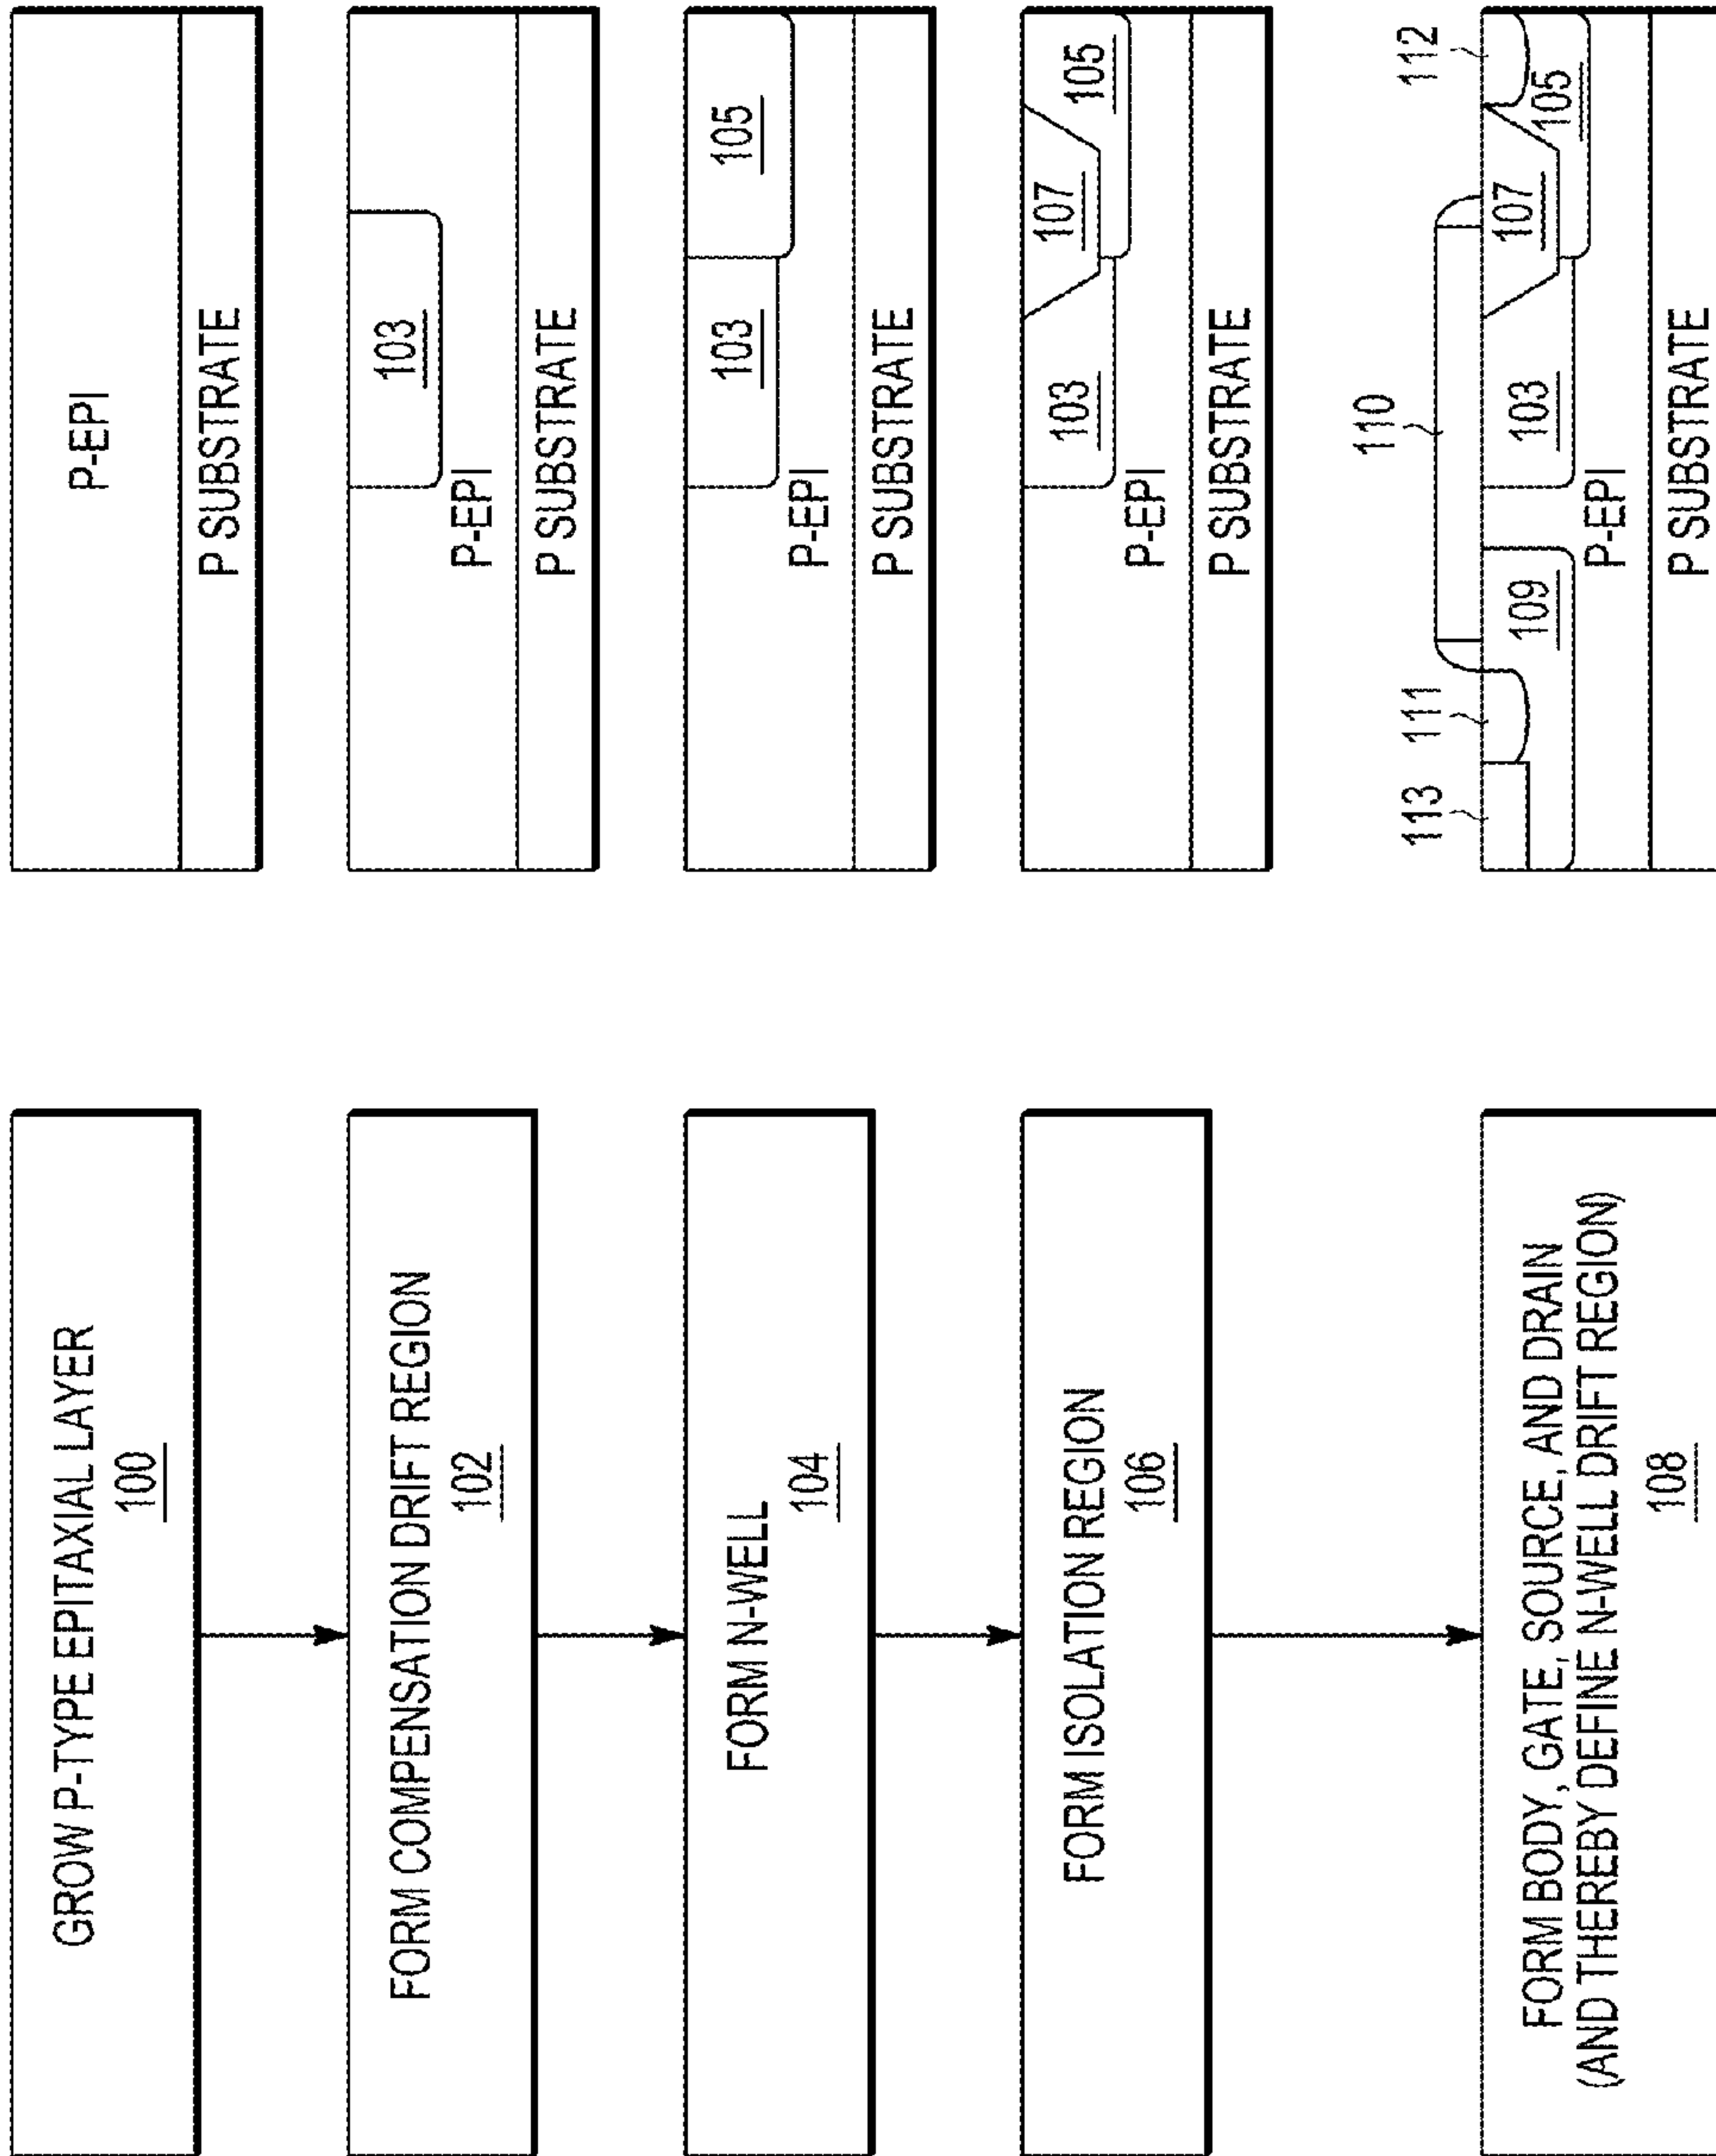 GROW P-TYPE EPITAXIAL LAYER
100
P-EPI
P SUBSTRATE
FORM COMPENSATION DRIFT REGION
102
103
P-EPI
P SUBSTRATE
FORM N-WELL
104
103
105
P-EPI
P SUBSTRATE
FORM ISOLATION REGION
106
103
107
105
P-EPI
P SUBSTRATE
FORM BODY, GATE, SOURCE, AND DRAIN
(AND THEREBY DEFINE N-WELL DRIFT REGION)
108
113
111
110
112
109
103
107
105
P-EPI
P SUBSTRATE